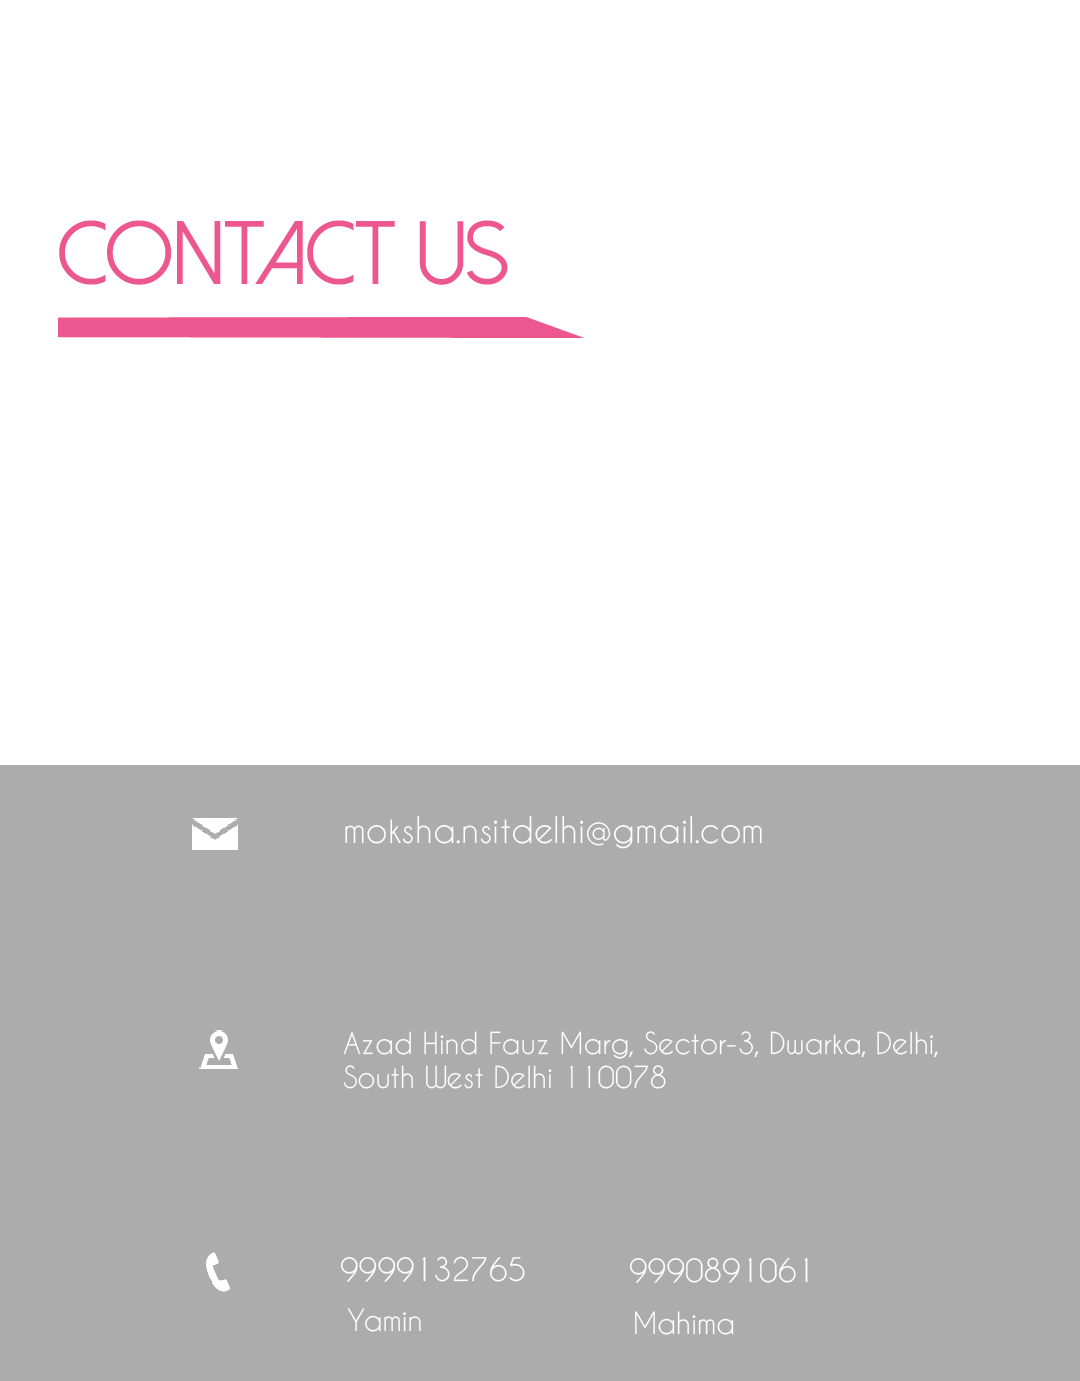 CONTACT US
moksha.nsitdelhi@gmail.com
Azad Hind Fauz Marg, Sector-3, Dwarka, Delhi,
South West Delhi 110078
9999132765 9990891061
Yamin Mahima